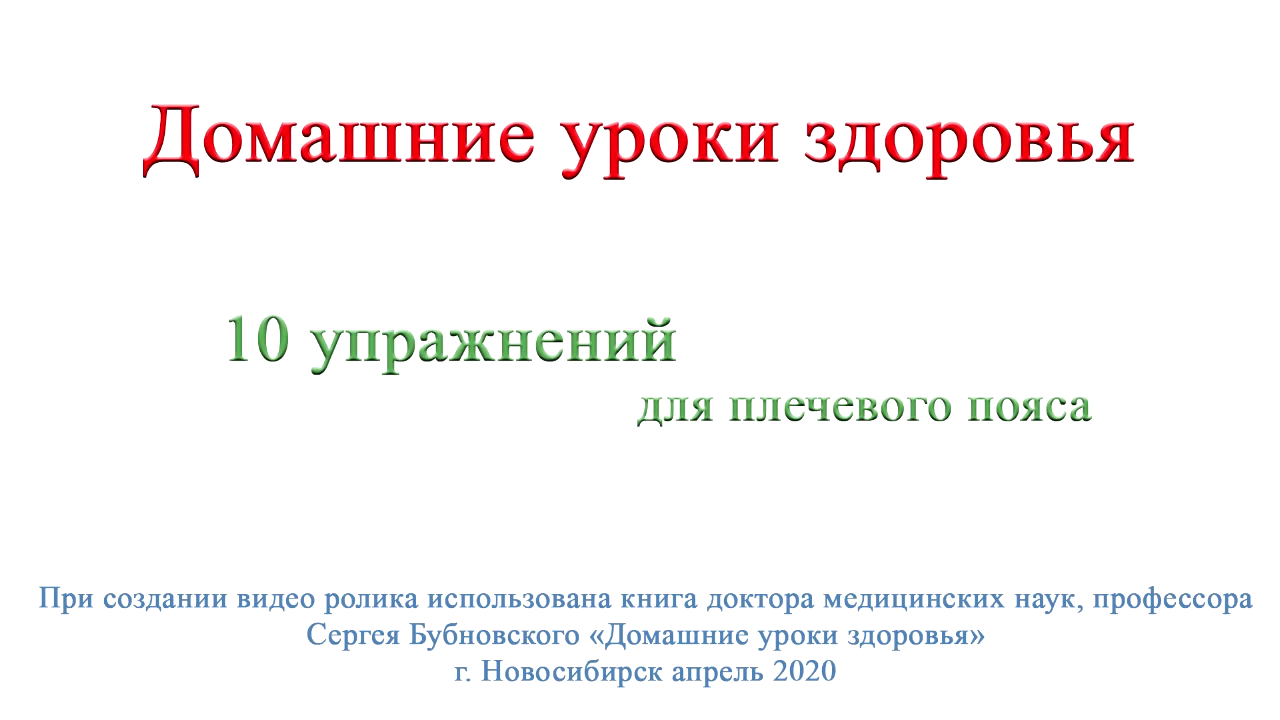 Домашние уроки здоровья
10 упражнений
для плечевого пояса
При создании видео ролика использована книга доктора медицинских наук, профессора
Сергея Бубновского «Домашние уроки здоровья»
г. Новосибирск апрель 2020